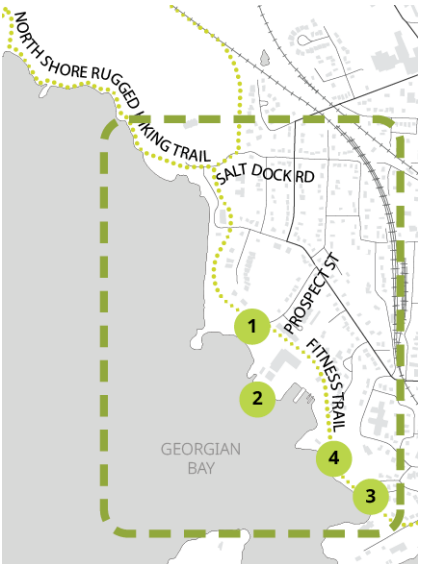 NORTH SHORE RUGGED HIKING TRAIL
SALT DOCK RD
1
PROSPECT ST
FITNESS TRAIL
2
GEORGIAN
BAY
4
3